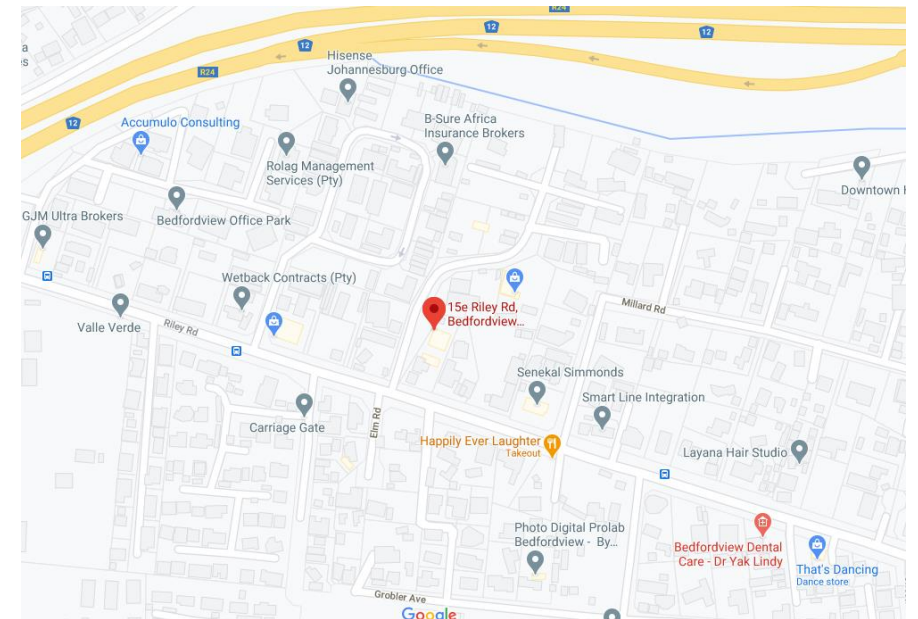 R24
12
12
12
R24
12
a
es
Hisense
Johannesburg Office
Accumulo Consulting
B-Sure Africa
Insurance Brokers
Rolag Management
Services (Pty)
Downtown H
GJM Ultra Brokers
Bedfordview Office Park
Wetback Contracts (Pty)
15e Riley Rd,
Bedfordview...
Millard Rd
Valle Verde
Riley Rd
Senekal Simmonds
Smart Line Integration
Carriage Gate
Elm Rd
Happily Ever Laughter
Takeout
Layana Hair Studio
Photo Digital Prolab
Bedfordview - By...
Bedfordview Dental
Care - Dr Yak Lindy
That's Dancing
Dance store
Grobler Ave
Google